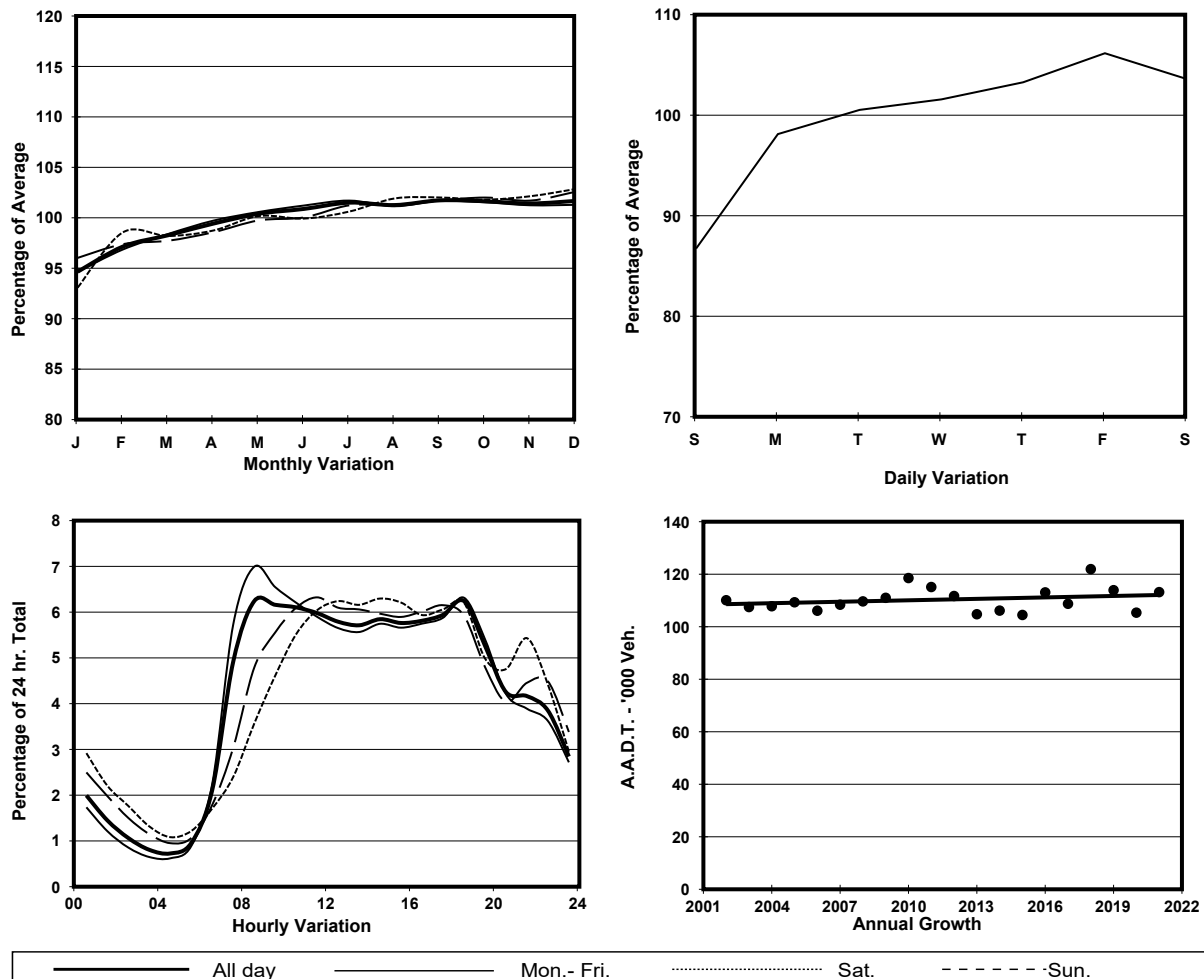 120
115
110
105
100
95
90
85
80
Percentage of Average
J F M A M J J A S O N D
Monthly Variation
110
100
90
80
70
Percentage of Average
S M T W T F S
Daily Variation
8
7
6
5
4
3
2
1
0
Percentage of 24 hr. Total
00 04 08 12 16 20 24
Hourly Variation
140
120
100
80
60
40
20
0
A.A.D.T. - '000 Veh.
2001 2004 2007 2010 2013 2016 2019 2022
Annual Growth
All day Mon.- Fri. Sat. Sun.